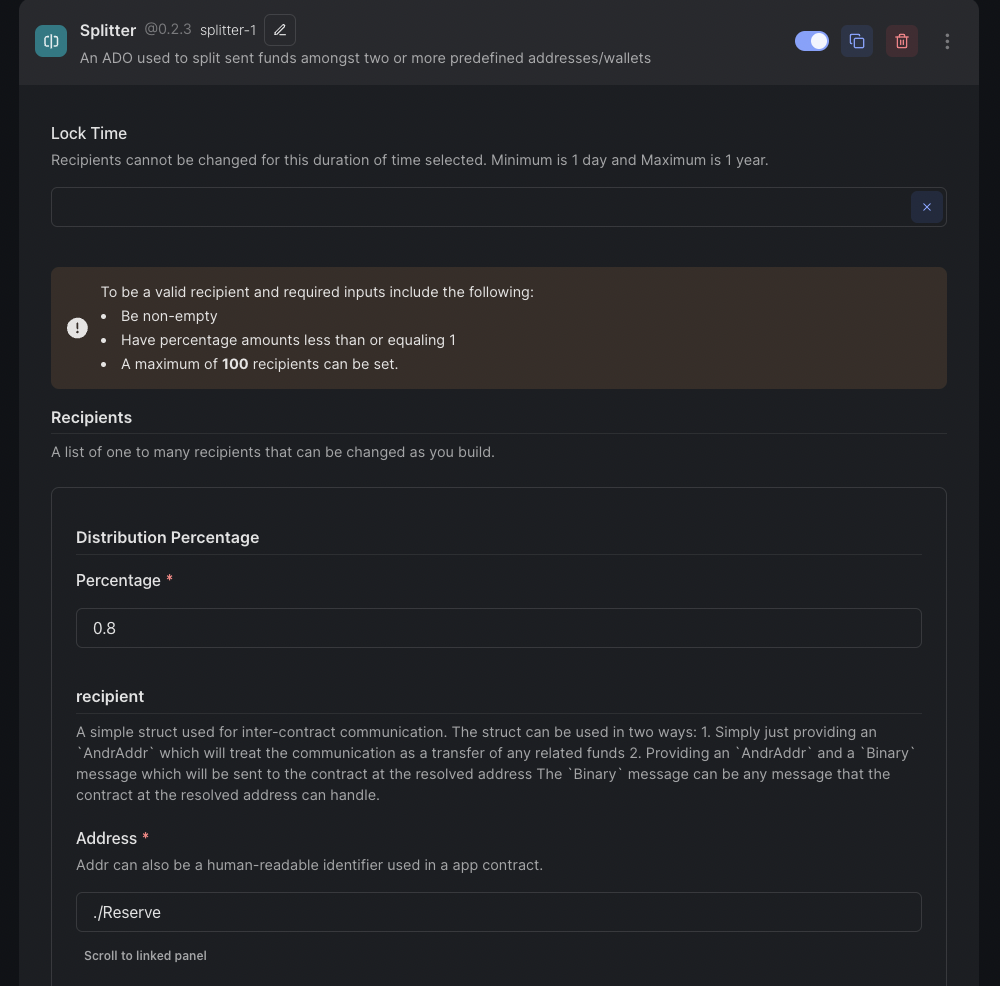 Splitter @0.2.3 splitter-1
An ADO used to split sent funds amongst two or more predefined addresses/wallets
Lock Time
Recipients cannot be changed for this duration of time selected. Minimum is 1 day and Maximum is 1 year.
To be a valid recipient and required inputs include the following:
• Be non-empty
• Have percentage amounts less than or equaling 1
• A maximum of 100 recipients can be set.
Recipients
A list of one to many recipients that can be changed as you build.
Distribution Percentage
Percentage *
0.8
recipient
A simple struct used for inter-contract communication. The struct can be used in two ways: 1. Simply just providing an
`AndrAddr` which will treat the communication as a transfer of any related funds 2. Providing an `AndrAddr` and a `Binary`
message which will be sent to the contract at the resolved address The `Binary` message can be any message that the
contract at the resolved address can handle.
Address *
Addr can also be a human-readable identifier used in a app contract.
./Reserve
Scroll to linked panel